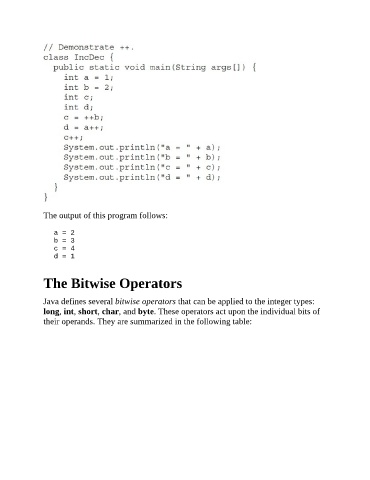 // Demonstrate ++.
class IncDec {
public static void main(String args[]) {
int a = 1;
int b = 2;
int c;
int d;
c = ++b;
d = a++;
c++;
System.out.println("a = " + a);
System.out.println("b = " + b);
System.out.println("c = " + c);
System.out.println("d = " + d);
}
}
The output of this program follows:
a = 2
b = 3
c = 4
d = 1
The Bitwise Operators
Java defines several bitwise operators that can be applied to the integer types:
long, int, short, char, and byte. These operators act upon the individual bits of
their operands. They are summarized in the following table: